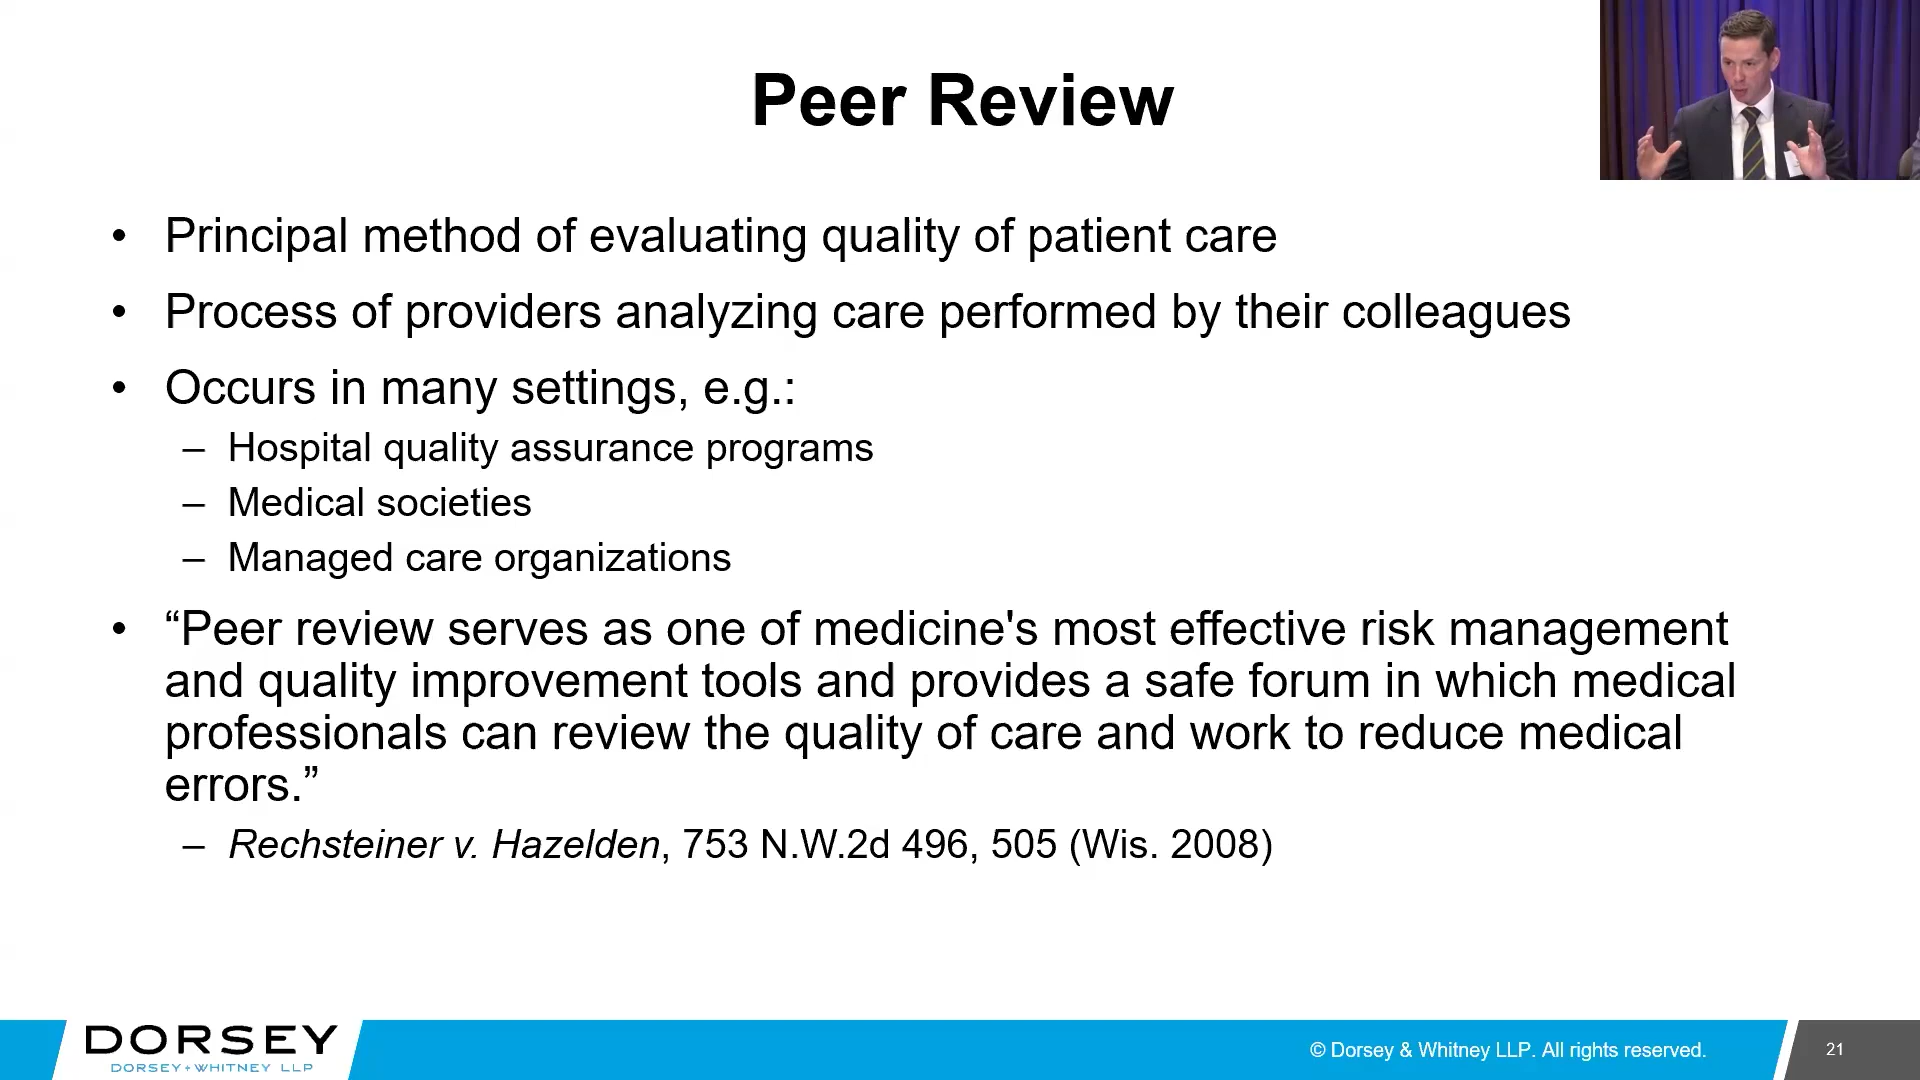 Peer Review
• Principal method of evaluating quality of patient care
• Process of providers analyzing care performed by their colleagues
• Occurs in many settings, e.g.:
– Hospital quality assurance programs
– Medical societies
– Managed care organizations
• “Peer review serves as one of medicine's most effective risk management
and quality improvement tools and provides a safe forum in which medical
professionals can review the quality of care and work to reduce medical
errors.”
– Rechsteiner v. Hazelden, 753 N.W.2d 496, 505 (Wis. 2008)
DORSEY
DORSEY + WHITNEY LLP
© Dorsey & Whitney LLP. All rights reserved.
21